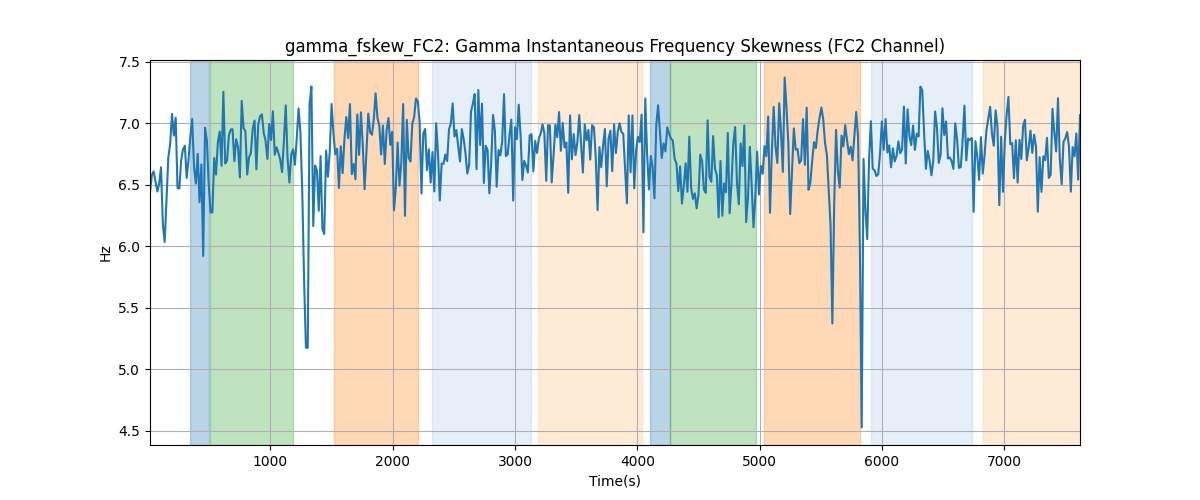 gamma_fskew_FC2: Gamma Instantaneous Frequency Skewness (FC2 Channel)
7.5
7.0
6.5
6.0
5.5
5.0
4.5
Hz
1000 2000 3000 4000 5000 6000 7000
Time(s)